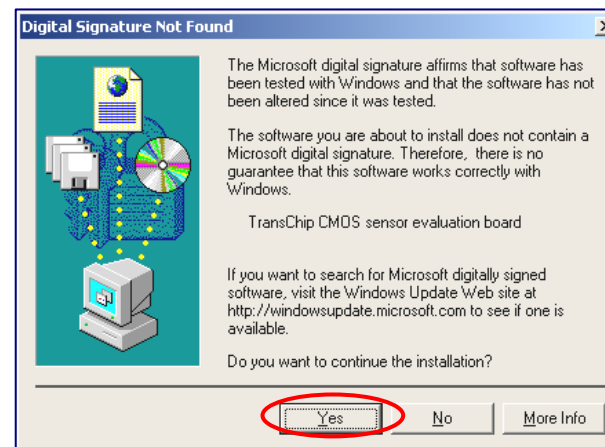 Digital Signature Not Found
The Microsoft digital signature affirms that software has
been tested with Windows and that the software has not
been altered since it was tested.
The software you are about to install does not contain a
Microsoft digital signature. Therefore, there is no
guarantee that this software works correctly with
Windows.
TransChip CMOS sensor evaluation board
If you want to search for Microsoft digitally signed
software, visit the Windows Update Web site at
http://windowsupdate.microsoft.com to see if one is
available.
Do you want to continue the installation?
Yes No More Info